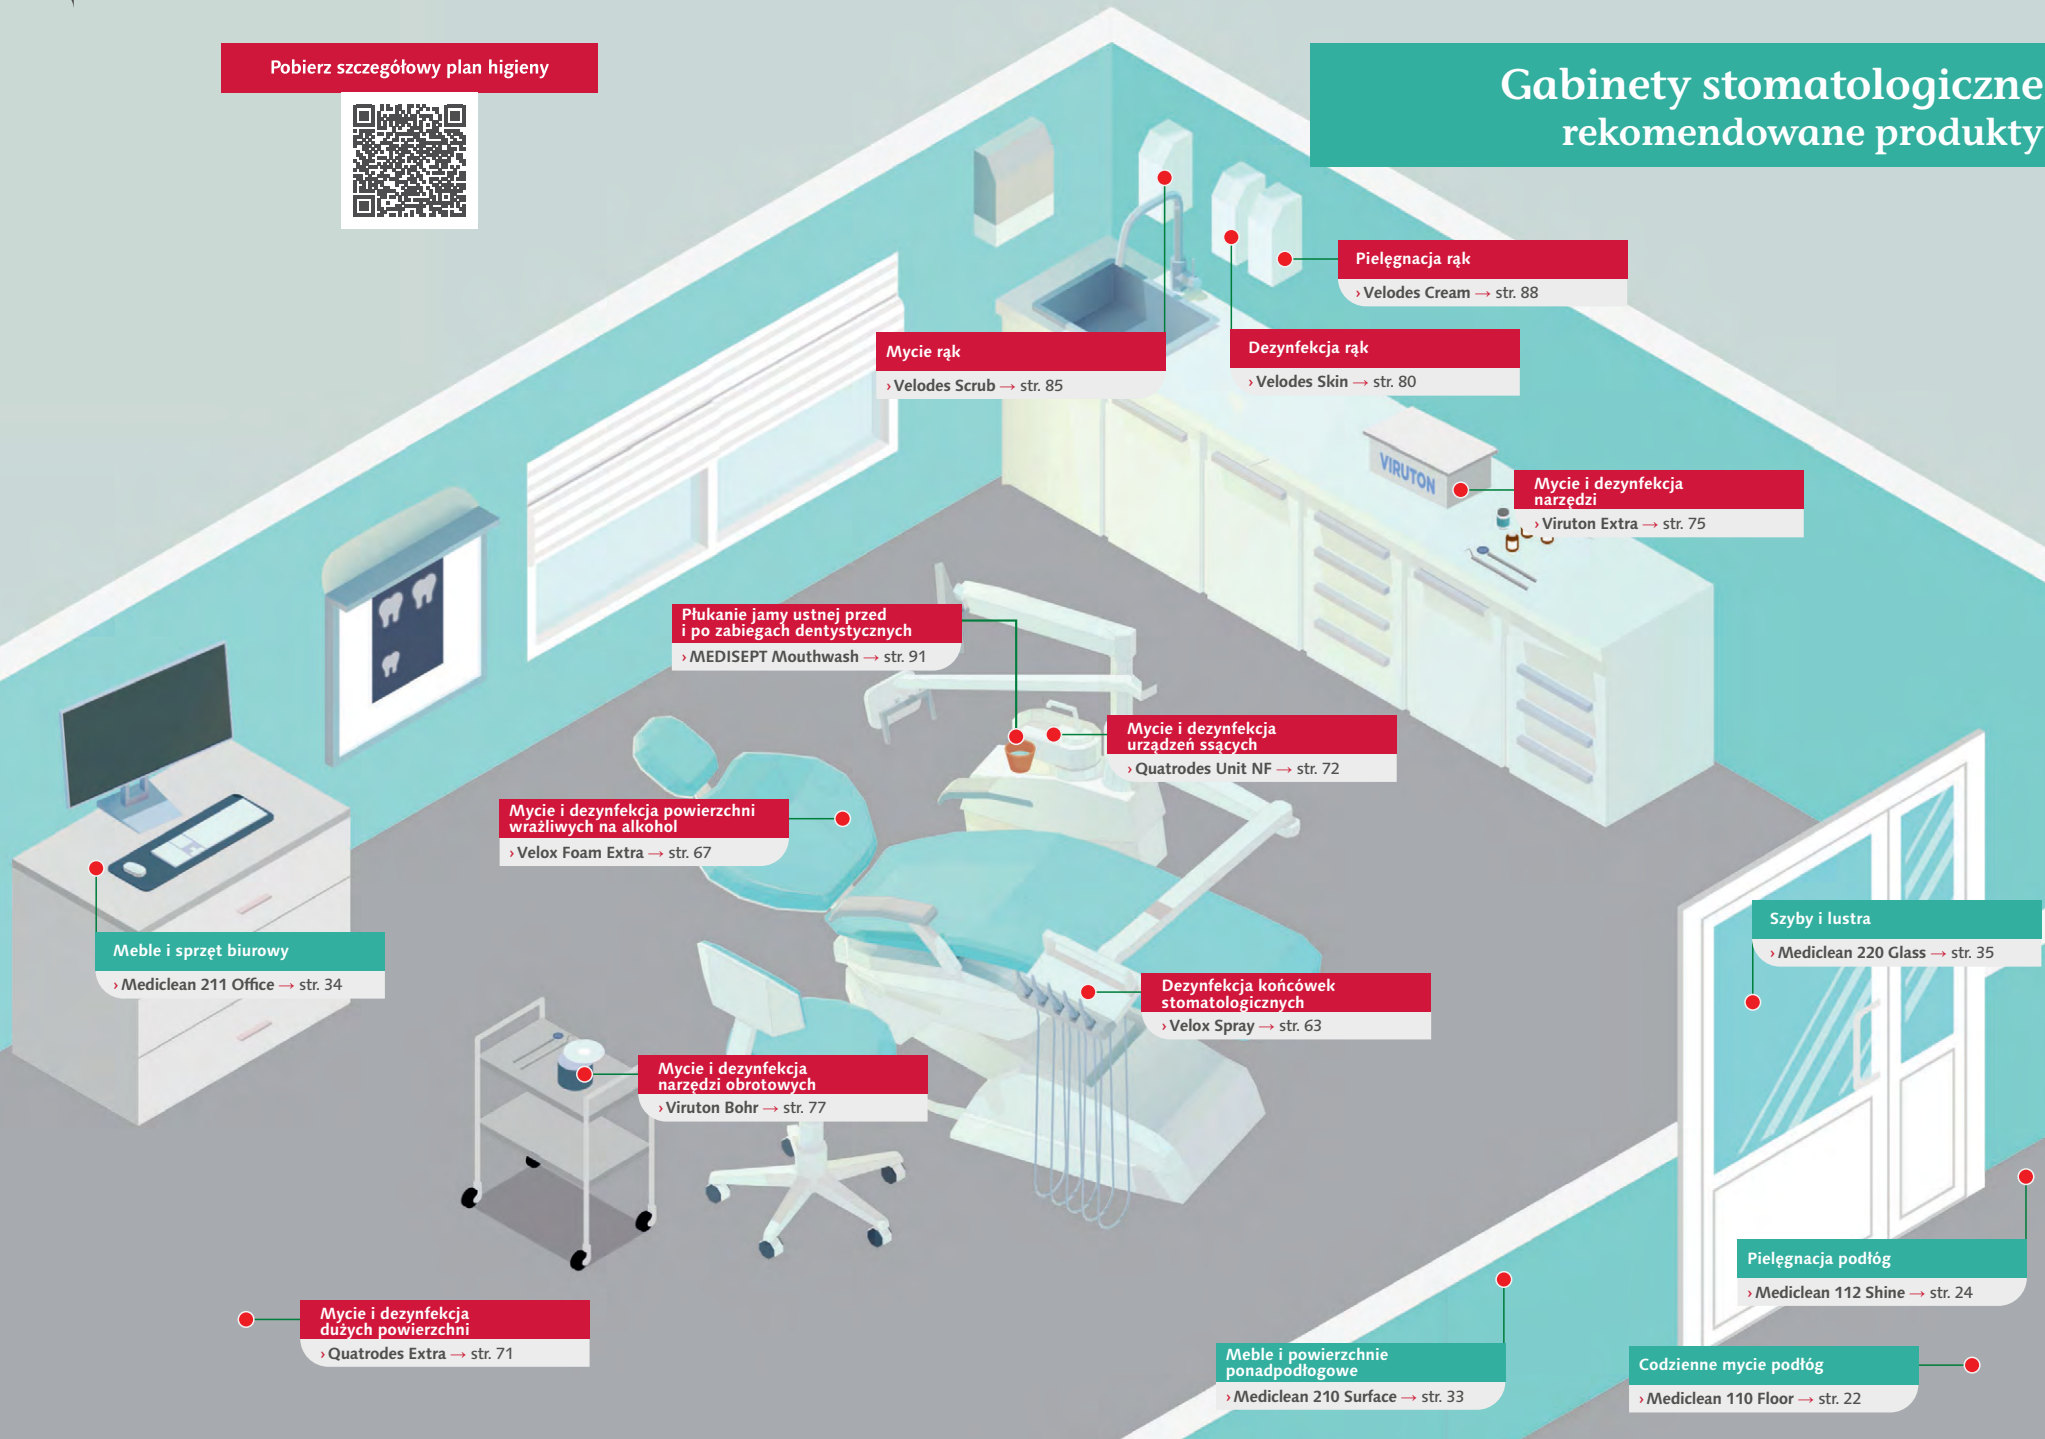 Pobierz szczegółowy plan higieny
Gabinety stomatologiczne
rekomendowane produkty
Pielęgnacja rąk
› Velodes Cream → str. 88
Mycie rąk
› Velodes Scrub → str. 85
Dezynfekcja rąk
› Velodes Skin → str. 80
VIRUTON
Mycie i dezynfekcja
narzędzi
› Viruton Extra → str. 75
Płukanie jamy ustnej przed
i po zabiegach dentystycznych
› MEDISEPT Mouthwash → str. 91
Mycie i dezynfekcja
urządzeń ssących
› Quatrodes Unit NF → str. 72
Mycie i dezynfekcja powierzchni
wrażliwych na alkohol
› Velox Foam Extra → str. 67
Meble i sprzęt biurowy
› Mediclean 211 Office → str. 34
Szyby i lustra
› Mediclean 220 Glass → str. 35
Dezynfekcja końcówek
stomatologicznych
› Velox Spray → str. 63
Mycie i dezynfekcja
narzędzi obrotowych
› Viruton Bohr → str. 77
Pielęgnacja podłóg
› Mediclean 112 Shine → str. 24
Mycie i dezynfekcja
dużych powierzchni
› Quatrodes Extra → str. 71
Meble i powierzchnie
ponadpodłogowe
› Mediclean 210 Surface → str. 33
Codzienne mycie podłóg
› Mediclean 110 Floor → str. 22